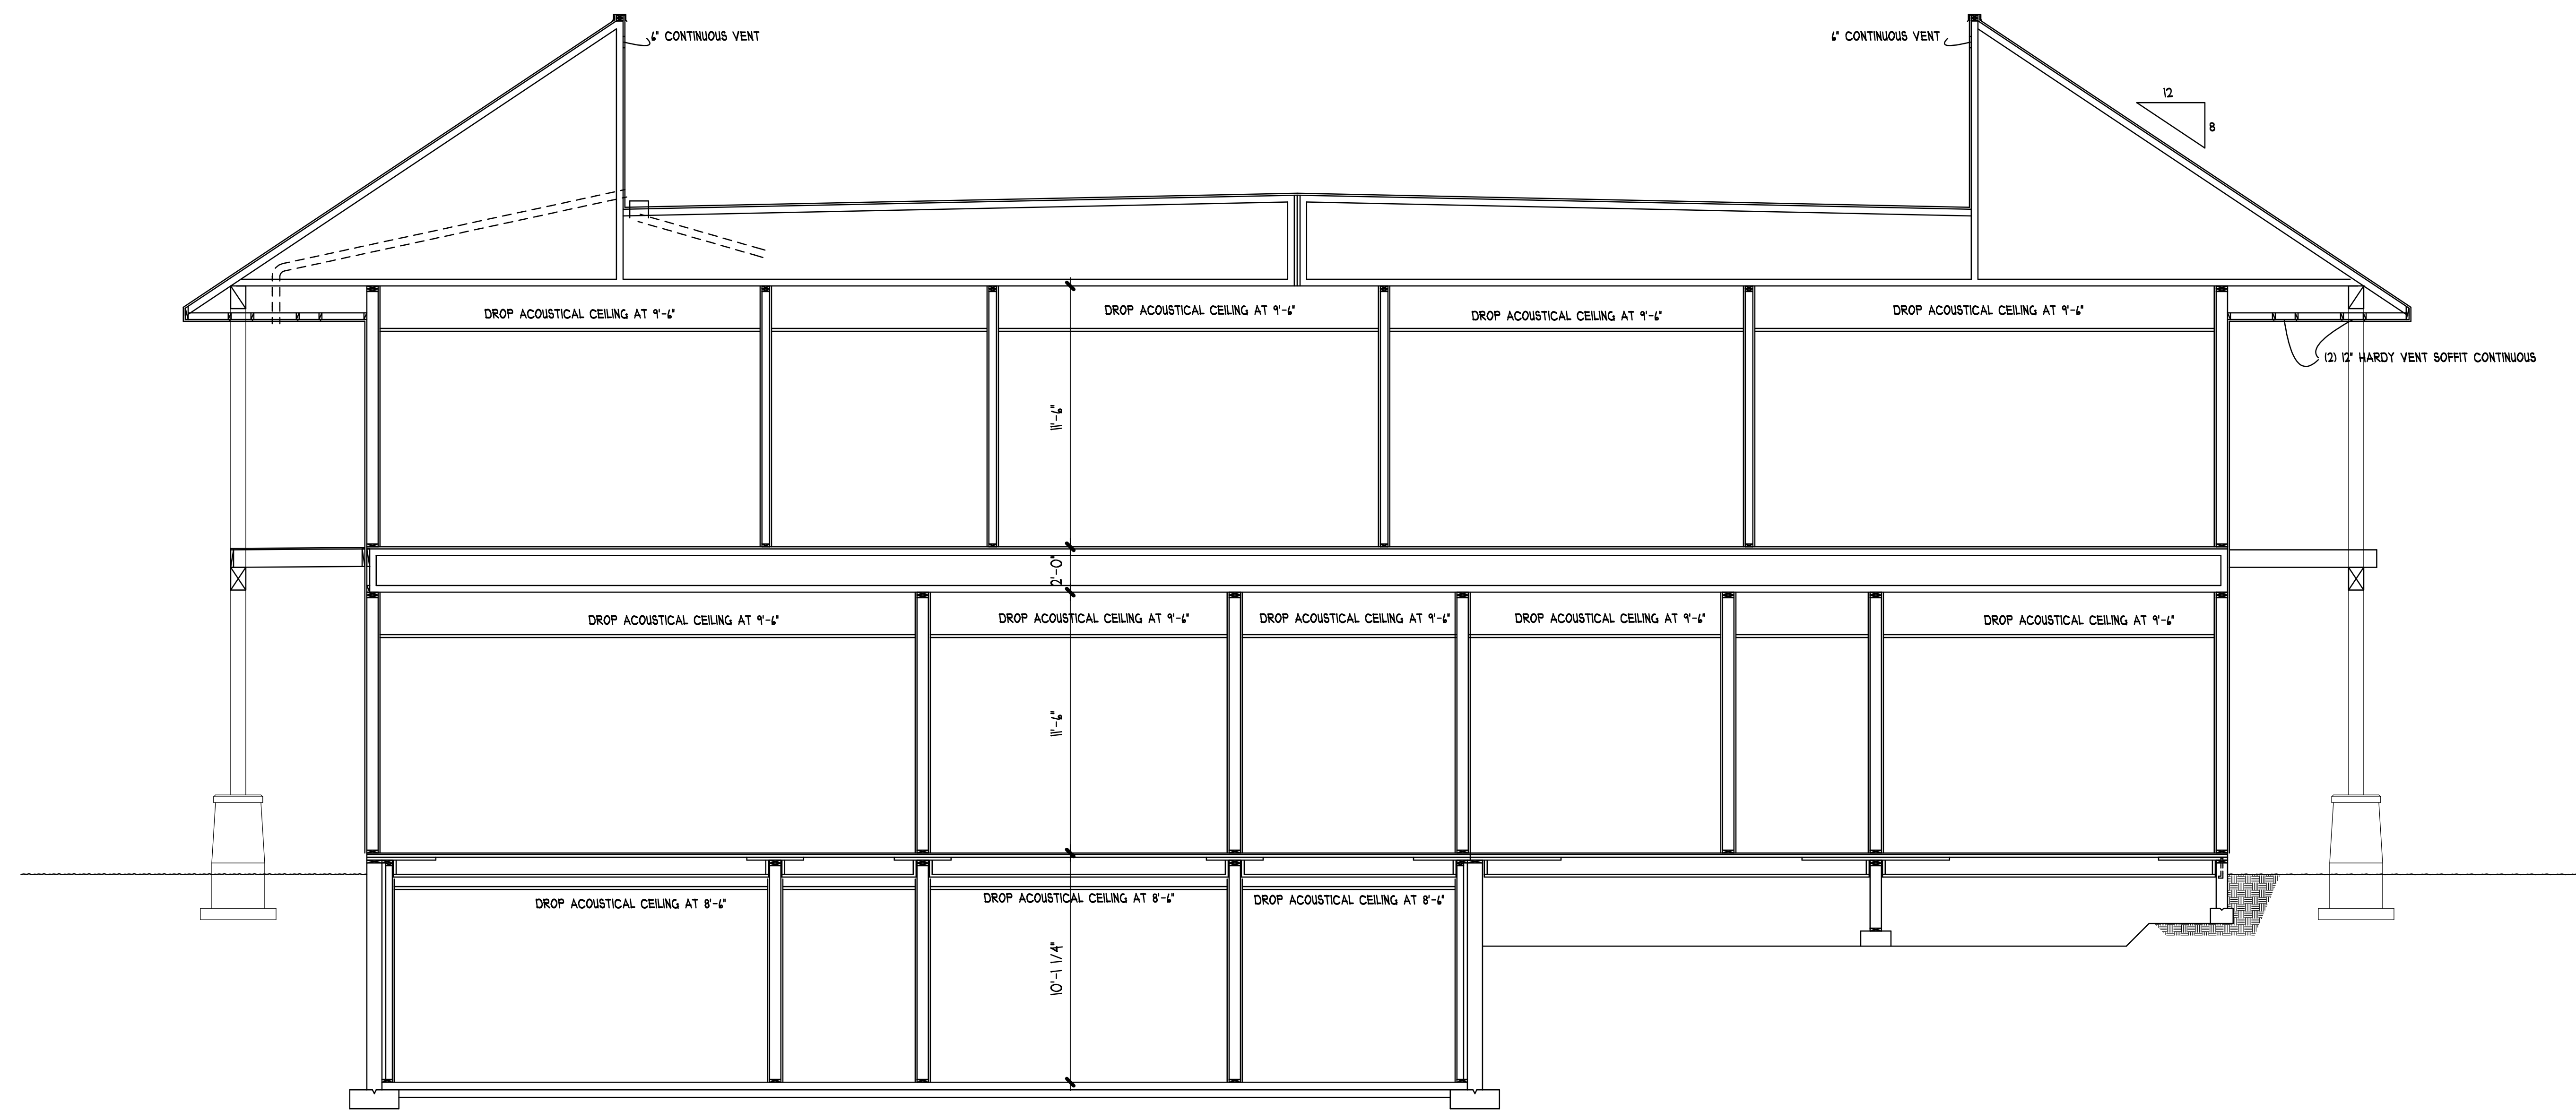 6" CONTINUOUS VENT
6" CONTINUOUS VENT
12
8
DROP ACOUSTICAL CEILING AT 9'-6"
DROP ACOUSTICAL CEILING AT 9'-6"
DROP ACOUSTICAL CEILING AT 9'-6"
DROP ACOUSTICAL CEILING AT 9'-6"
(2) 12" HARDY VENT SOFFIT CONTINUOUS
11'-6"
2'-0"
DROP ACOUSTICAL CEILING AT 9'-6"
DROP ACOUSTICAL CEILING AT 9'-6"
DROP ACOUSTICAL CEILING AT 9'-6"
DROP ACOUSTICAL CEILING AT 9'-6"
DROP ACOUSTICAL CEILING AT 9'-6"
11'-6"
DROP ACOUSTICAL CEILING AT 8'-6"
DROP ACOUSTICAL CEILING AT 8'-6"
DROP ACOUSTICAL CEILING AT 8'-6"
10'-1 1/4"